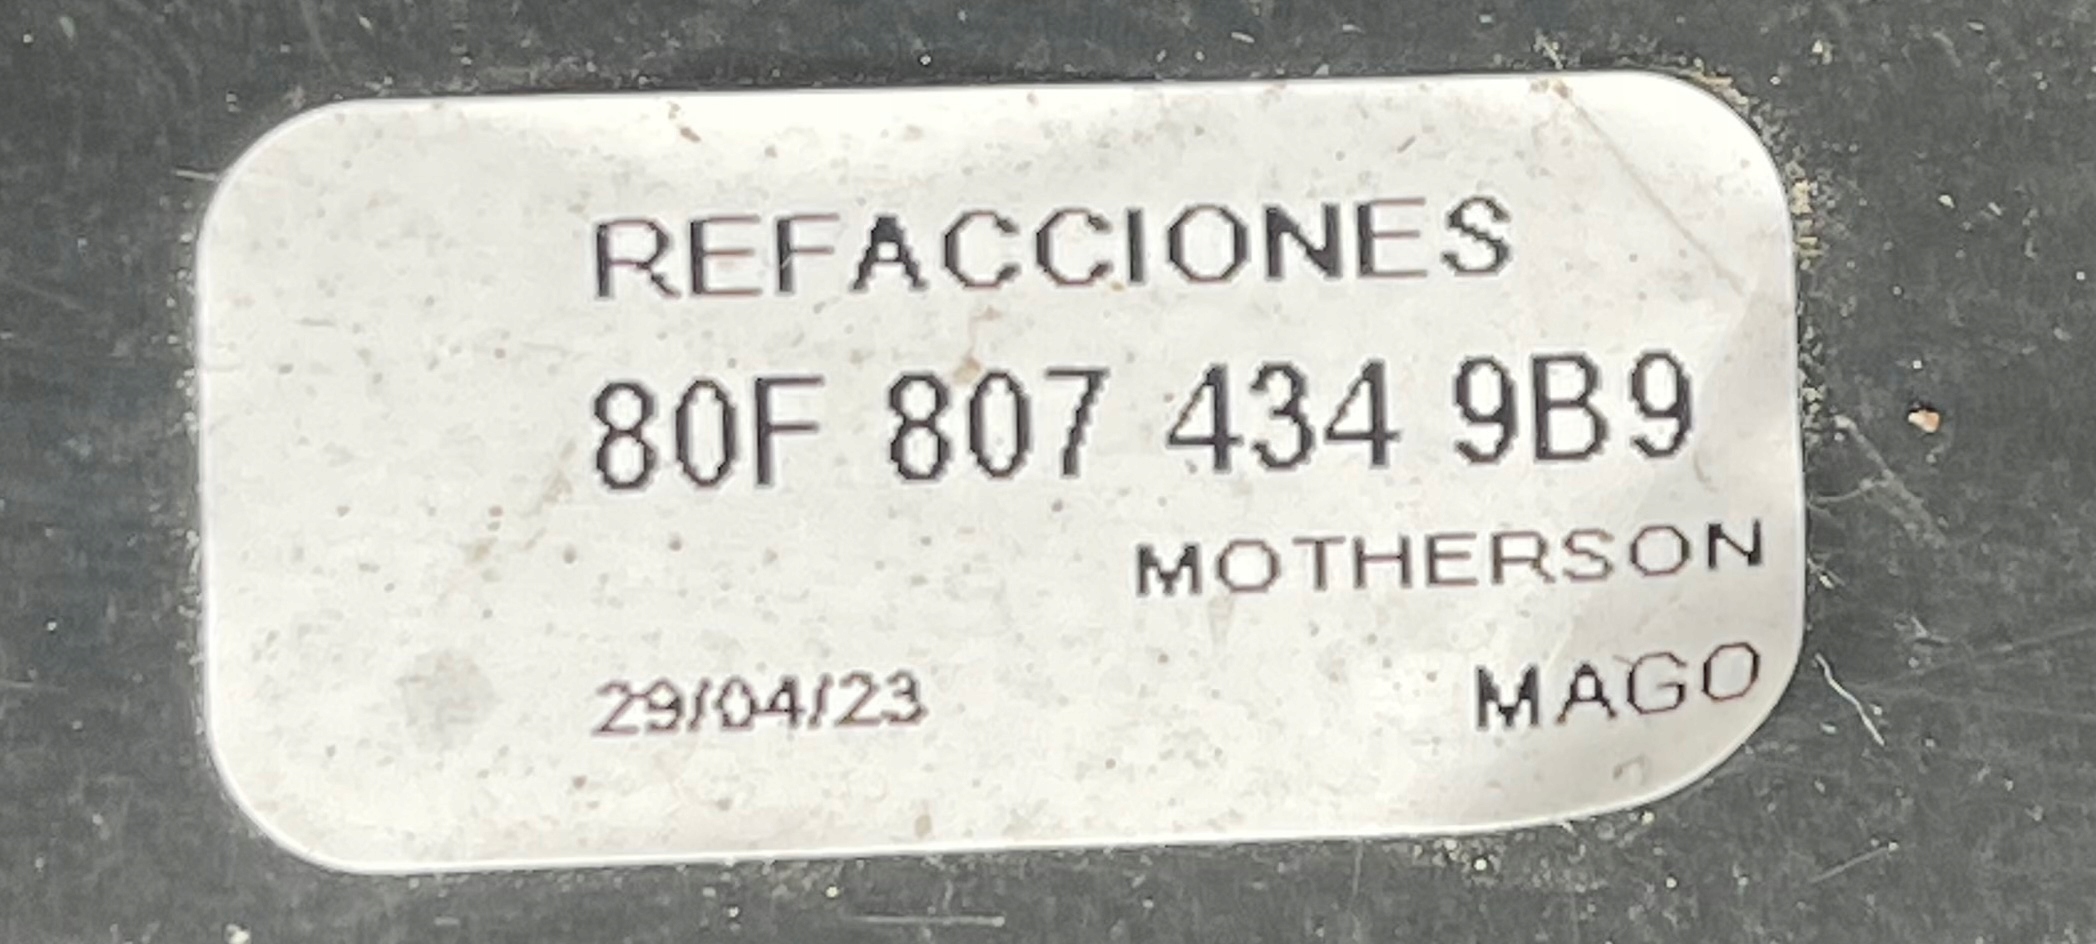 REFACCIONES
80F 807 434 9B9
MOTHERSON
29/04/23 MAGO